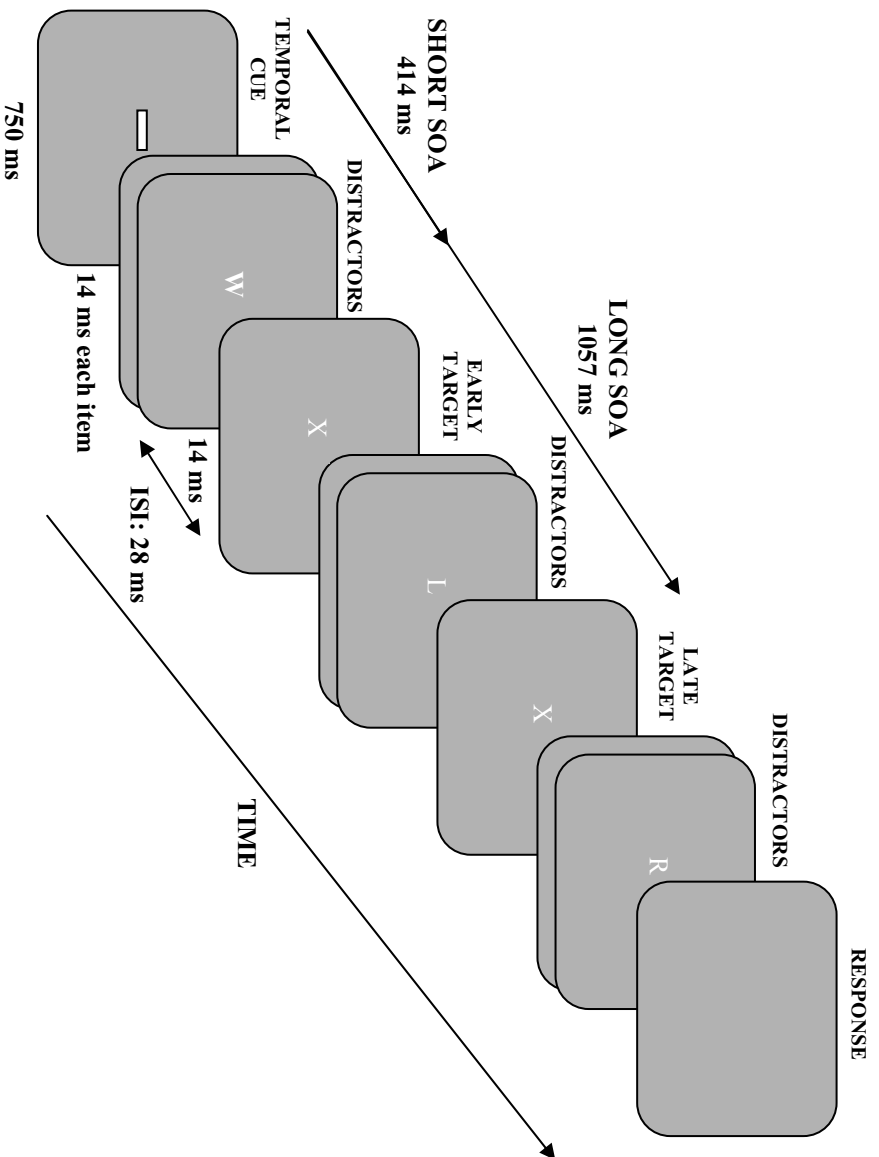 SHORT SOA
414 ms
LONG SOA
1057 ms
TEMPORAL
CUE
DISTRACTORS
EARLY
TARGET
DISTRACTORS
LATE
TARGET
DISTRACTORS
RESPONSE
W
X
L
X
R
750 ms
14 ms each item
14 ms
ISI: 28 ms
TIME